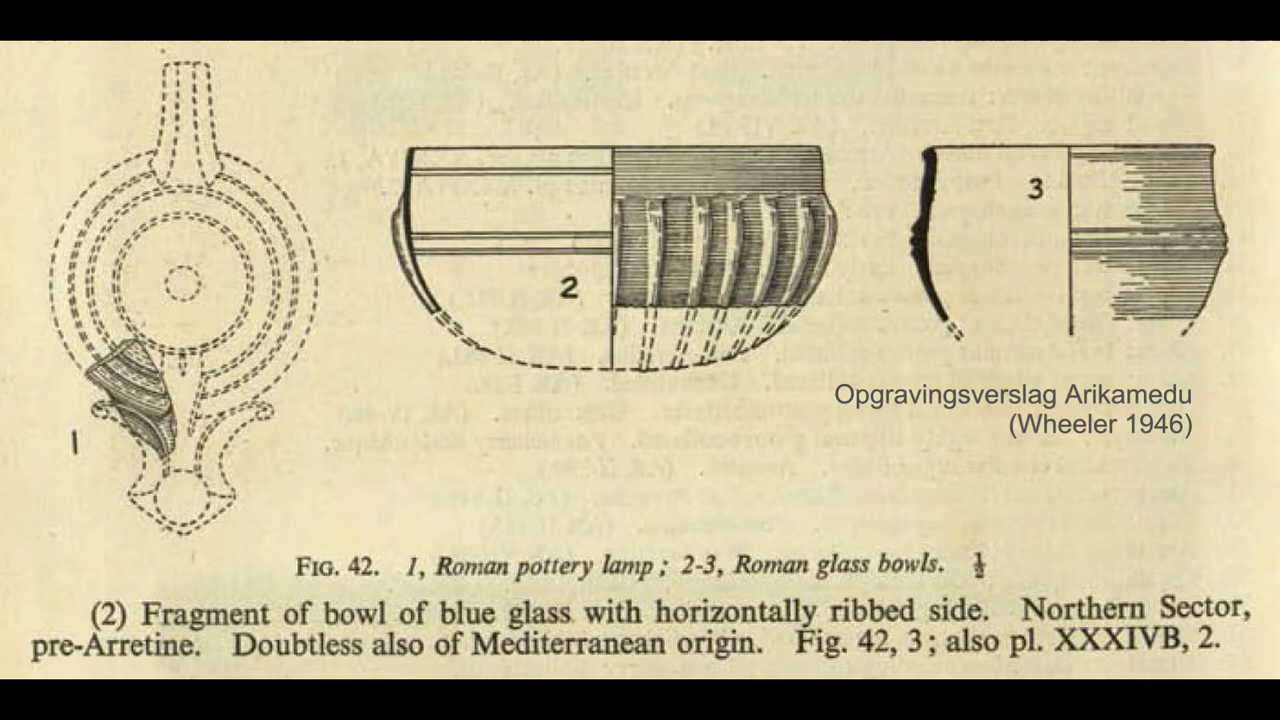 1
2
3
Opgravingsverslag Arikamedu
(Wheeler 1946)
FIG. 42. 1, Roman pottery lamp; 2-3, Roman glass bowls. ½
(2) Fragment of bowl of blue glass with horizontally ribbed side. Northern Sector,
pre-Arretine. Doubtless also of Mediterranean origin. Fig. 42, 3; also pl. XXXIVB, 2.